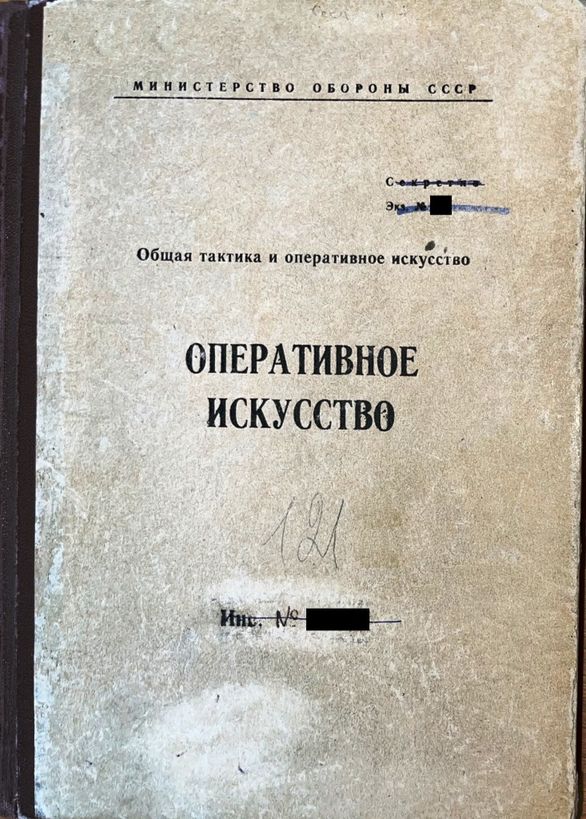 МИНИСТЕРСТВО ОБОРОНЫ СССР
Секретно
Экз. №
Общая тактика и оперативное искусство
ОПЕРАТИВНОЕ
ИСКУССТВО
121
Инв. №